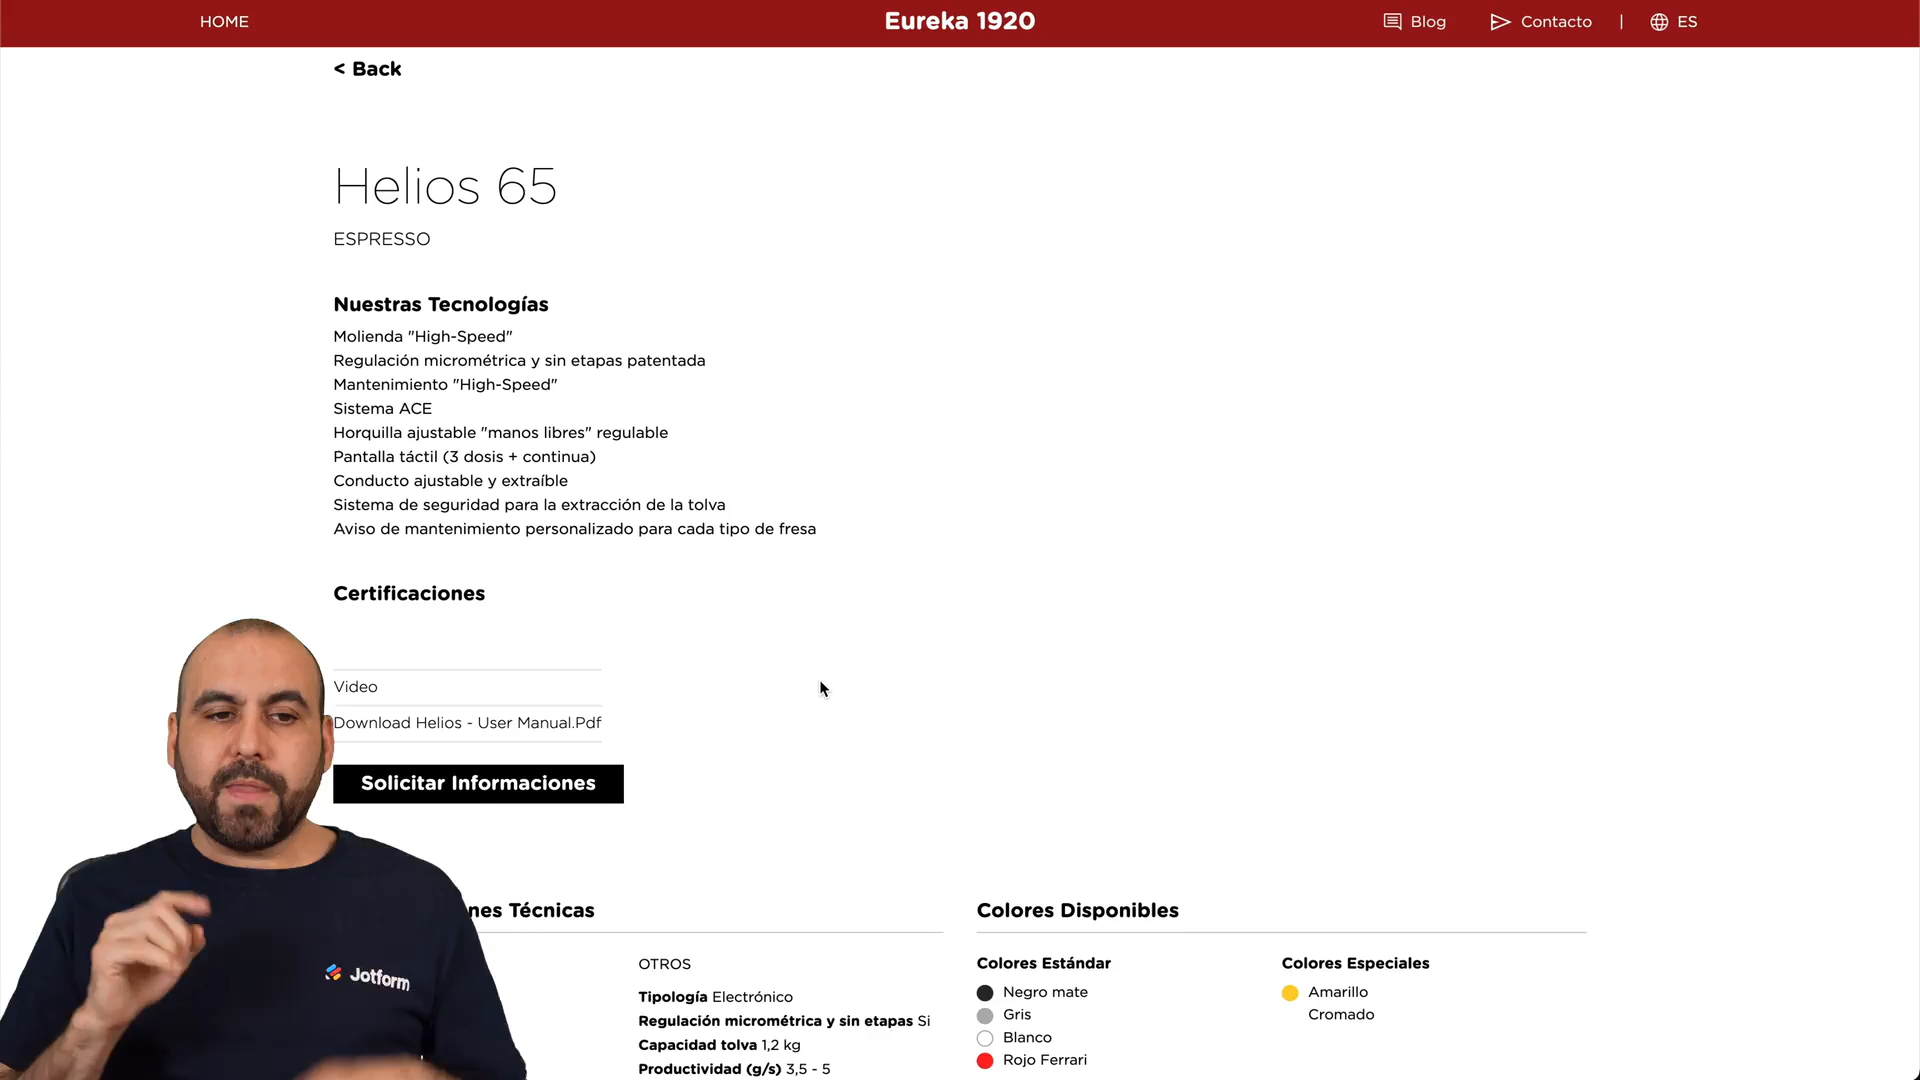 HOME
Eureka 1920
Blog
Contacto
|
ES
< Back
Helios 65
ESPRESSO
Nuestras Tecnologías
Molienda "High-Speed"
Regulación micrométrica y sin etapas patentada
Mantenimiento "High-Speed"
Sistema ACE
Horquilla ajustable "manos libres" regulable
Pantalla táctil (3 dosis + continua)
Conducto ajustable y extraíble
Sistema de seguridad para la extracción de la tolva
Aviso de mantenimiento personalizado para cada tipo de fresa
Certificaciones
Video
Download Helios - User Manual.Pdf
Solicitar Informaciones
nes Técnicas
OTROS
Tipología Electrónico
Regulación micrométrica y sin etapas Si
Capacidad tolva 1,2 kg
Productividad (g/s) 3,5 - 5
Colores Disponibles
Colores Estándar
Negro mate
Gris
Blanco
Rojo Ferrari
Colores Especiales
Amarillo
Cromado
Jotform